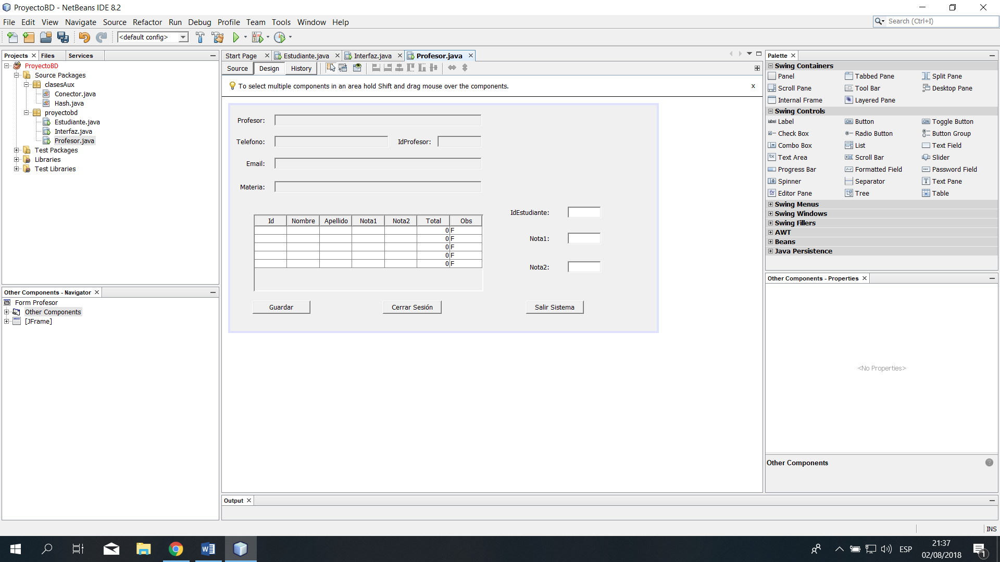 ProyectoBD - NetBeans IDE 8.2
File Edit View Navigate Source Refactor Run Debug Profile Team Tools Window Help
Search (Ctrl+I)
<default config>
Projects Files Services
ProyectoBD
Source Packages
clasesAux
Conector.java
Hash.java
proyectobd
Estudiante.java
Interfaz.java
Profesor.java
Test Packages
Libraries
Test Libraries
Other Components - Navigator
Form Profesor
Other Components
[JFrame]
Start Page Estudiante.java Interfaz.java Profesor.java
Source Design History
To select multiple components in an area hold Shift and drag mouse over the components. x
Profesor:
Telefono: IdProfesor:
Email:
Materia:
Id Nombre Apellido Nota1 Nota2 Total Obs
0 F
0 F
0 F
0 F
0 F
IdEstudiante:
Nota1:
Nota2:
Guardar Cerrar Sesión Salir Sistema
Output
Palette
Swing Containers
Panel Tabbed Pane Split Pane
Scroll Pane Tool Bar Desktop Pane
Internal Frame Layered Pane
Swing Controls
label Label OK Button ON Toggle Button
Check Box Radio Button Button Group
Combo Box List Text Field
Text Area Scroll Bar Slider
Progress Bar Formatted Field Password Field
Spinner Separator Text Pane
Editor Pane Tree Table
Swing Menus
Swing Windows
Swing Fillers
AWT
Beans
Java Persistence
Other Components - Properties
<No Properties>
Other Components
INS
ESP
21:37
02/08/2018
1